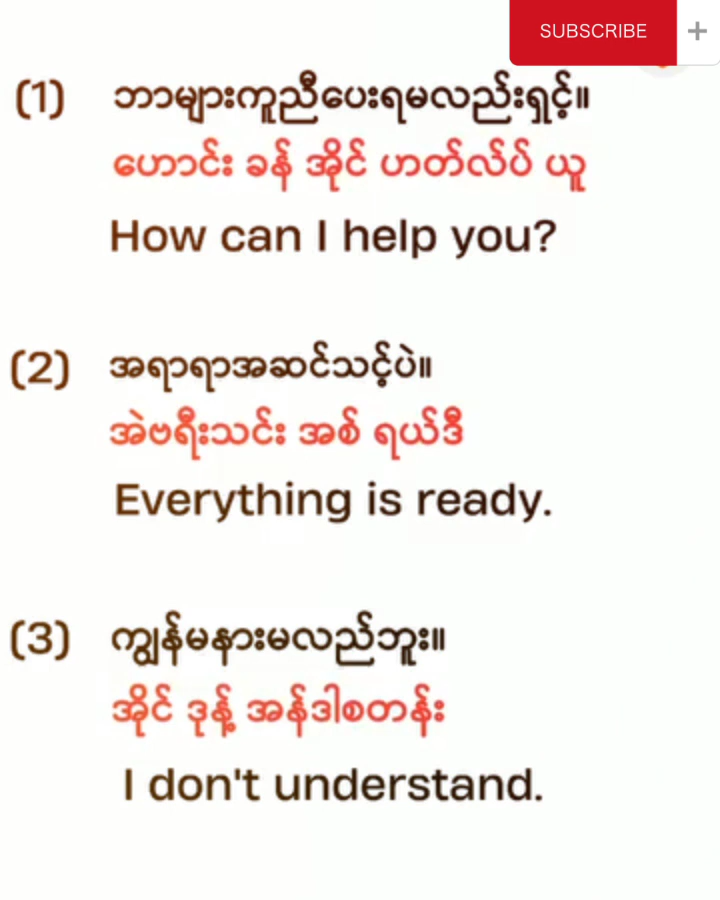 SUBSCRIBE +
(1) ဘာများကူညီပေးရမလည်းရှင့်။
ဟောင်း ခန် အိုင် ဟတ်လ်ပ် ယူ
How can I help you?
(2) အရာရာအဆင်သင့်ပဲ။
အဲဗရီးသင်း အစ် ရယ်ဒီ
Everything is ready.
(3) ကျွန်မနားမလည်ဘူး။
အိုင် ဒုန့် အန်ဒါစတန်း
I don't understand.